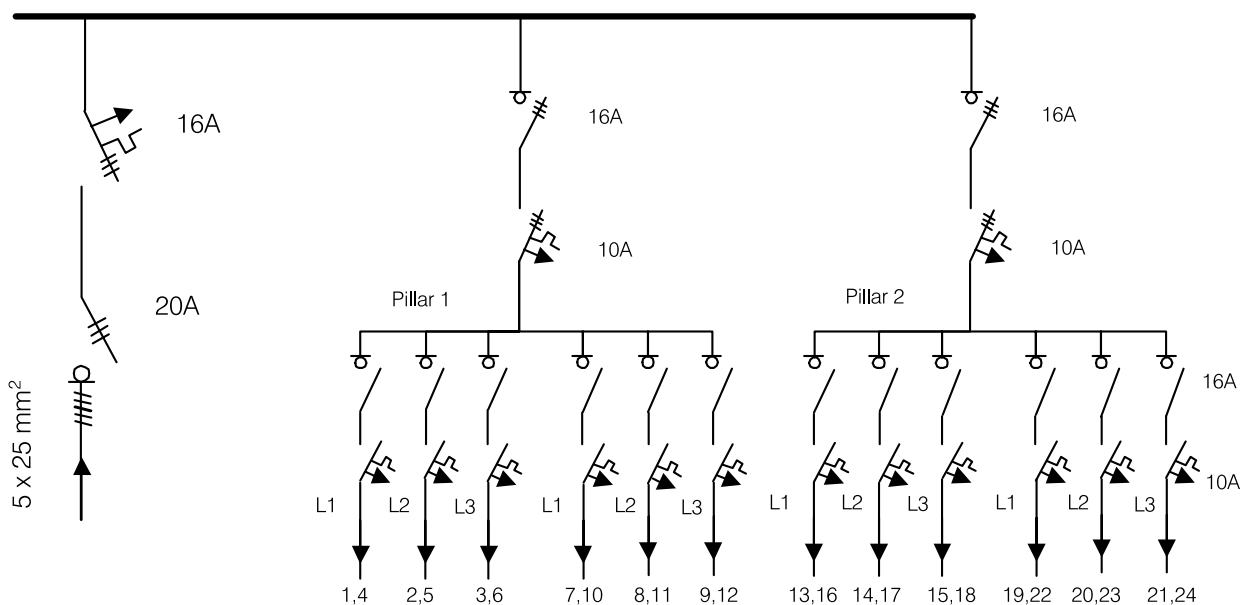 16A
16A
16A
10A
10A
20A
Pillar 1
Pillar 2
5 x 25 mm²
16A
10A
L1 L2 L3 L1 L2 L3 L1 L2 L3 L1 L2 L3
1,4 2,5 3,6 7,10 8,11 9,12 13,16 14,17 15,18 19,22 20,23 21,24